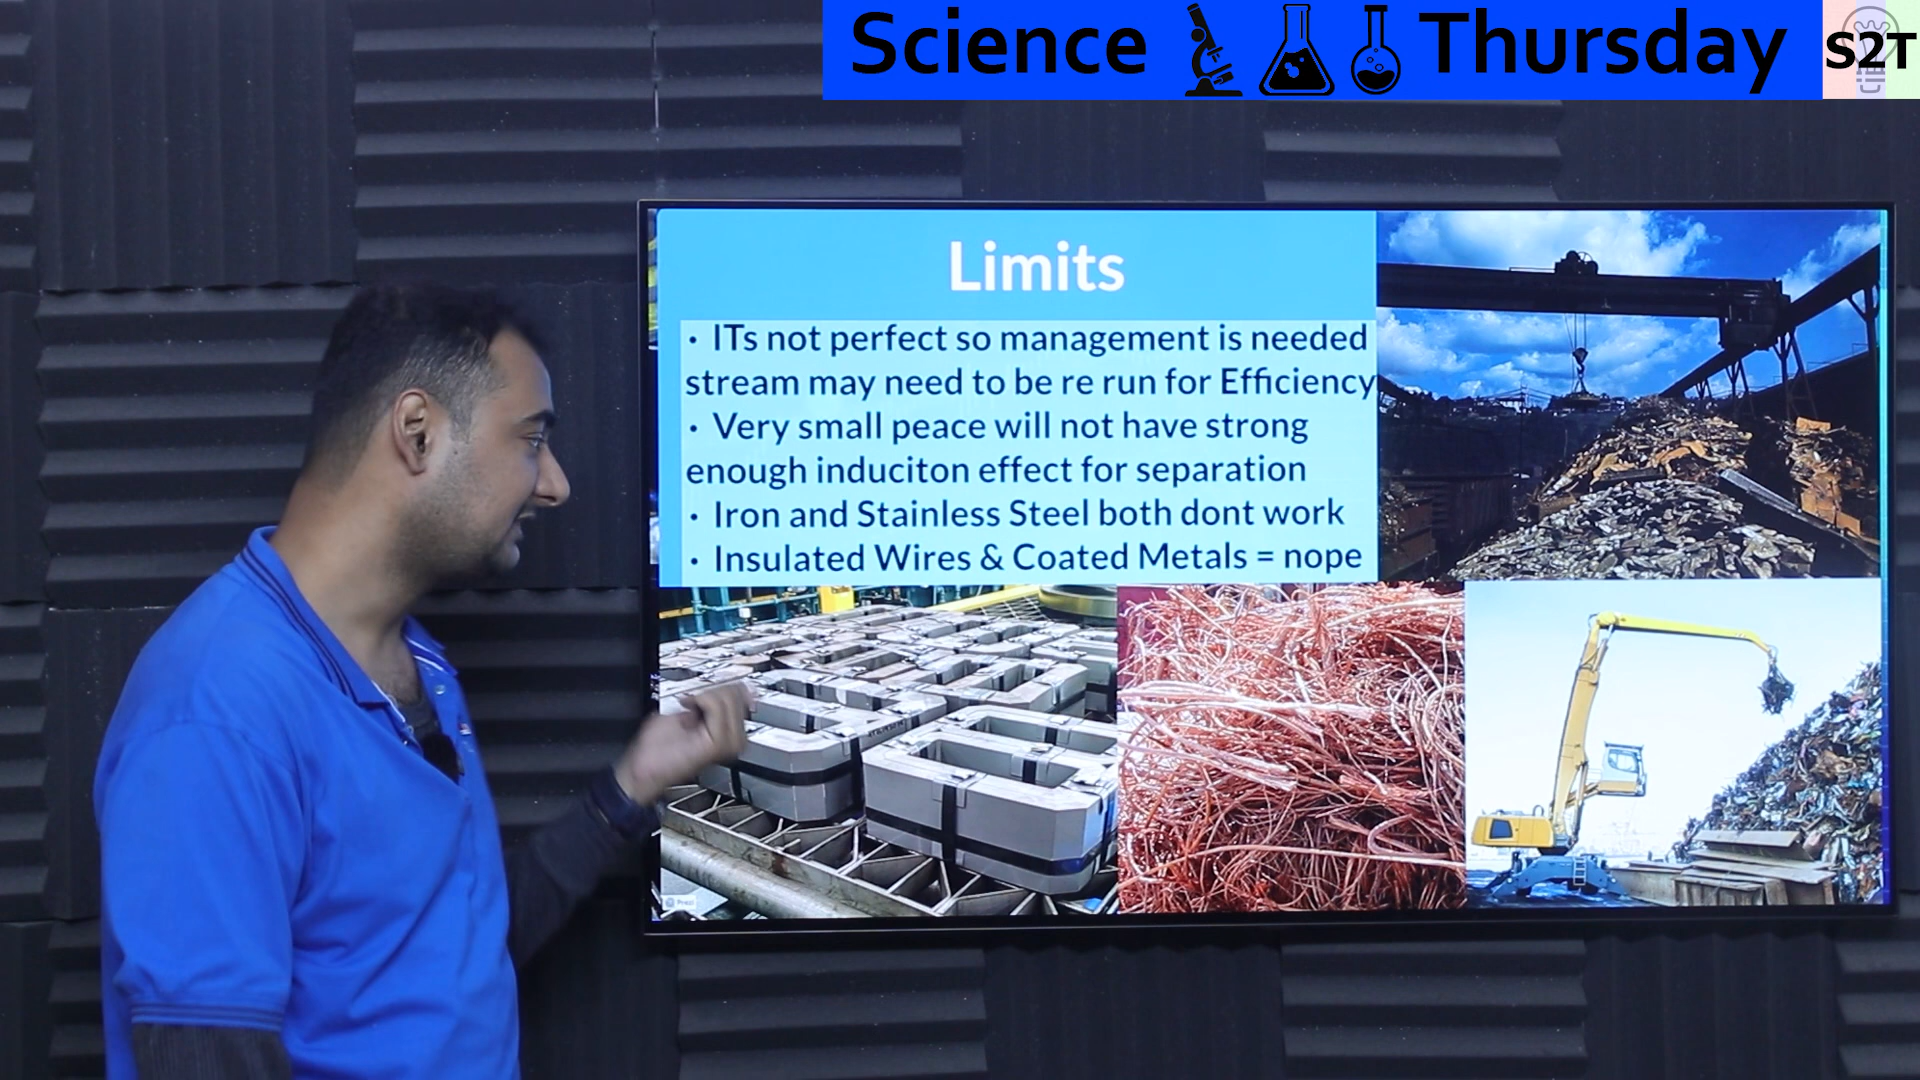 Science Thursday
S2T
Limits
• ITs not perfect so management is needed
stream may need to be re run for Efficiency
• Very small peace will not have strong
enough induciton effect for separation
• Iron and Stainless Steel both dont work
• Insulated Wires & Coated Metals = nope
Prezi